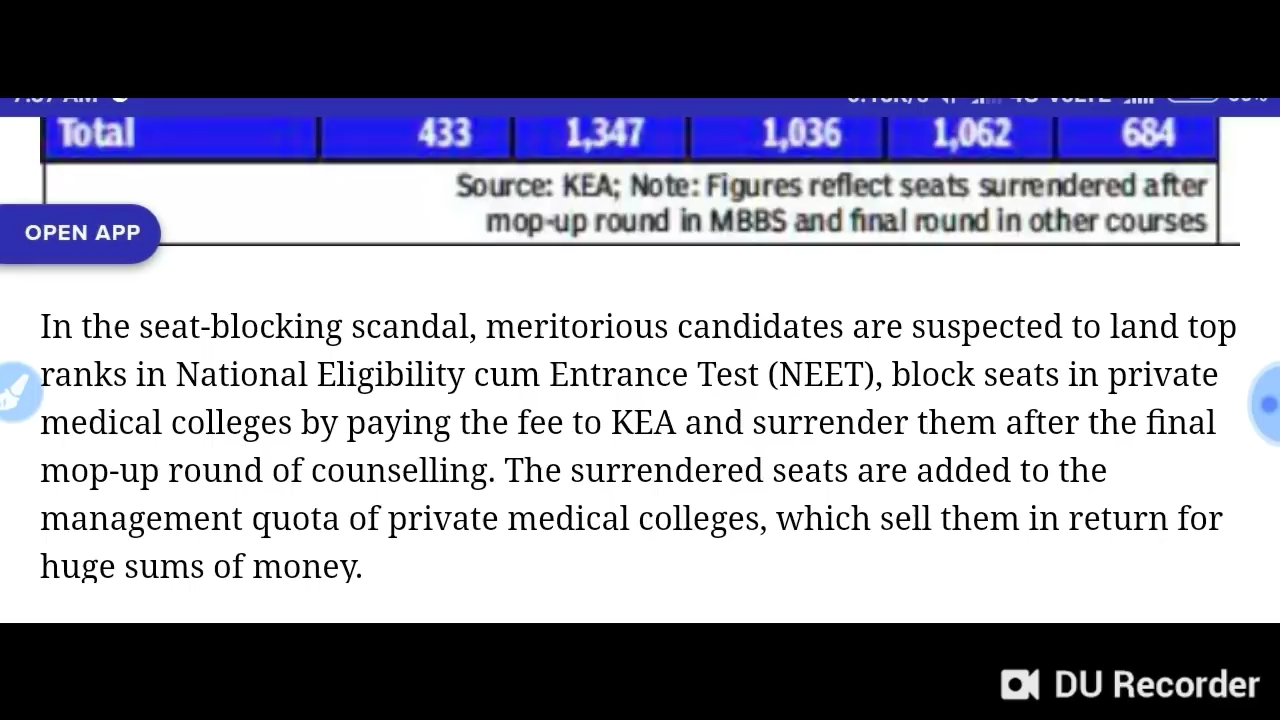 Total 433 1,347 1,036 1,062 684
Source: KEA; Note: Figures reflect seats surrendered after
mop-up round in MBBS and final round in other courses
OPEN APP
In the seat-blocking scandal, meritorious candidates are suspected to land top
ranks in National Eligibility cum Entrance Test (NEET), block seats in private
medical colleges by paying the fee to KEA and surrender them after the final
mop-up round of counselling. The surrendered seats are added to the
management quota of private medical colleges, which sell them in return for
huge sums of money.
DU Recorder